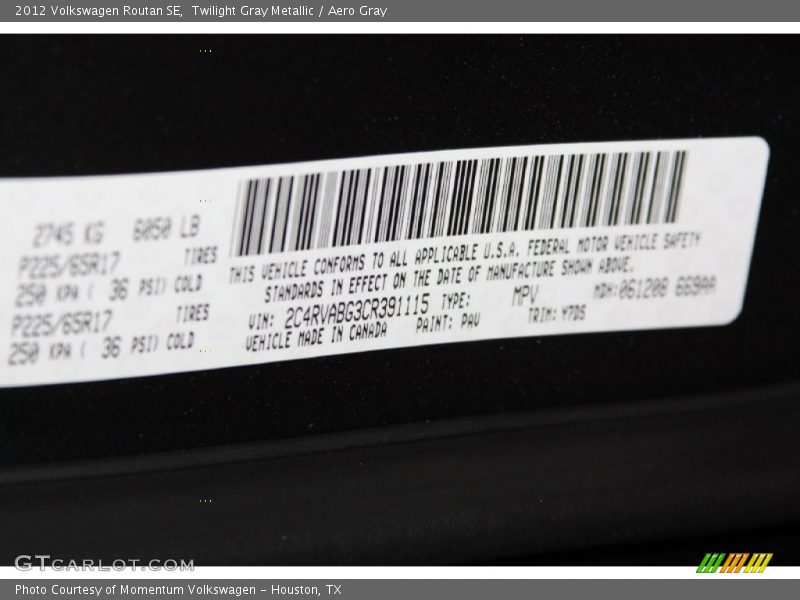 2012 Volkswagen Routan SE, Twilight Gray Metallic / Aero Gray
2745 KG 6050 LB
P225/65R17 TIRES
250 KPA ( 36 PSI) COLD
P225/65R17 TIRES
250 KPA ( 36 PSI) COLD
THIS VEHICLE CONFORMS TO ALL APPLICABLE U.S.A. FEDERAL MOTOR VEHICLE SAFETY
STANDARDS IN EFFECT ON THE DATE OF MANUFACTURE SHOWN ABOVE.
VIN: 2C4RVABG3CR391115 TYPE: MPV MDH:061208 669AA
VEHICLE MADE IN CANADA PAINT: PAV TRIM: Y7DS
GTCARLOT.COM
Photo Courtesy of Momentum Volkswagen - Houston, TX